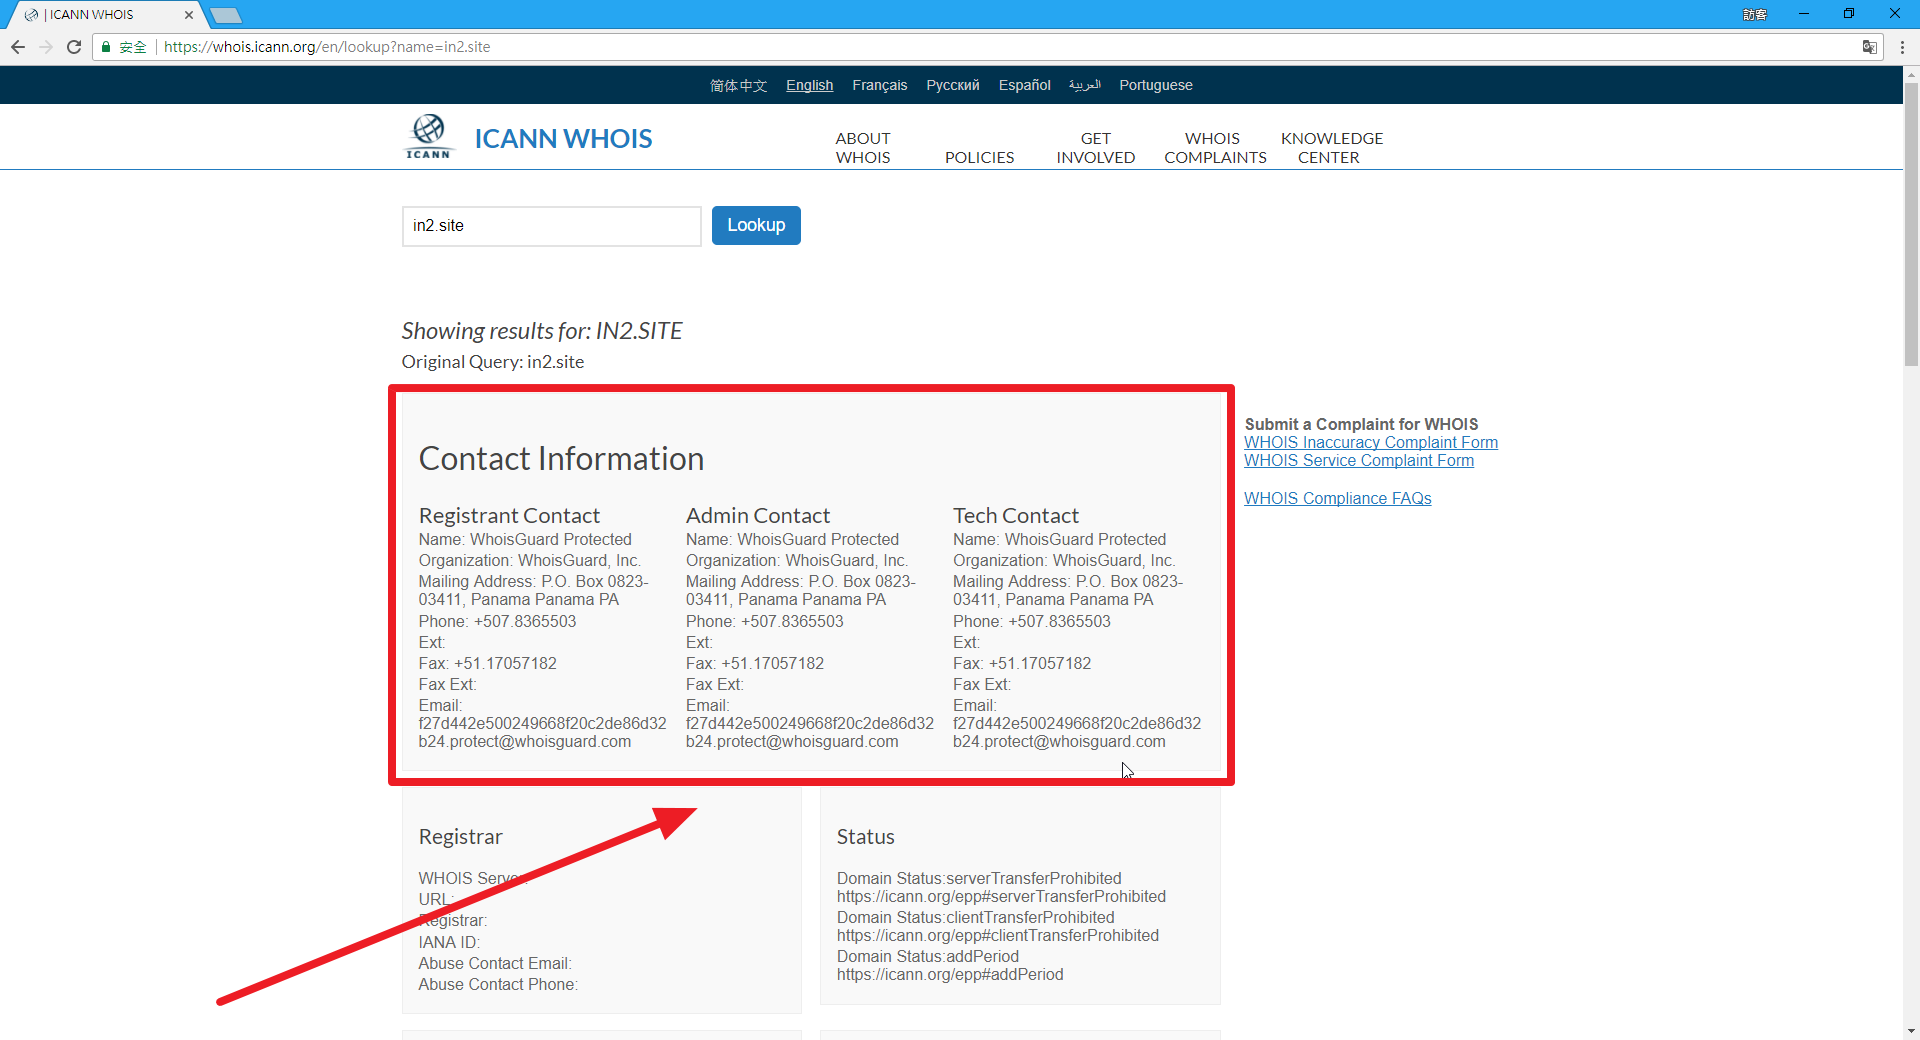 | ICANN WHOIS
訪客
安全 https://whois.icann.org/en/lookup?name=in2.site
简体中文 English Français Русский Español العربية Portuguese
ICANN
ICANN WHOIS
ABOUT WHOIS
POLICIES
GET INVOLVED
WHOIS COMPLAINTS
KNOWLEDGE CENTER
in2.site
Lookup
Showing results for: IN2.SITE
Original Query: in2.site
Contact Information
Registrant Contact
Name: WhoisGuard Protected
Organization: WhoisGuard, Inc.
Mailing Address: P.O. Box 0823-
03411, Panama Panama PA
Phone: +507.8365503
Ext:
Fax: +51.17057182
Fax Ext:
Email:
f27d442e500249668f20c2de86d32
b24.protect@whoisguard.com
Admin Contact
Name: WhoisGuard Protected
Organization: WhoisGuard, Inc.
Mailing Address: P.O. Box 0823-
03411, Panama Panama PA
Phone: +507.8365503
Ext:
Fax: +51.17057182
Fax Ext:
Email:
f27d442e500249668f20c2de86d32
b24.protect@whoisguard.com
Tech Contact
Name: WhoisGuard Protected
Organization: WhoisGuard, Inc.
Mailing Address: P.O. Box 0823-
03411, Panama Panama PA
Phone: +507.8365503
Ext:
Fax: +51.17057182
Fax Ext:
Email:
f27d442e500249668f20c2de86d32
b24.protect@whoisguard.com
Submit a Complaint for WHOIS
WHOIS Inaccuracy Complaint Form
WHOIS Service Complaint Form
WHOIS Compliance FAQs
Registrar
WHOIS Server:
URL:
Registrar:
IANA ID:
Abuse Contact Email:
Abuse Contact Phone:
Status
Domain Status:serverTransferProhibited
https://icann.org/epp#serverTransferProhibited
Domain Status:clientTransferProhibited
https://icann.org/epp#clientTransferProhibited
Domain Status:addPeriod
https://icann.org/epp#addPeriod